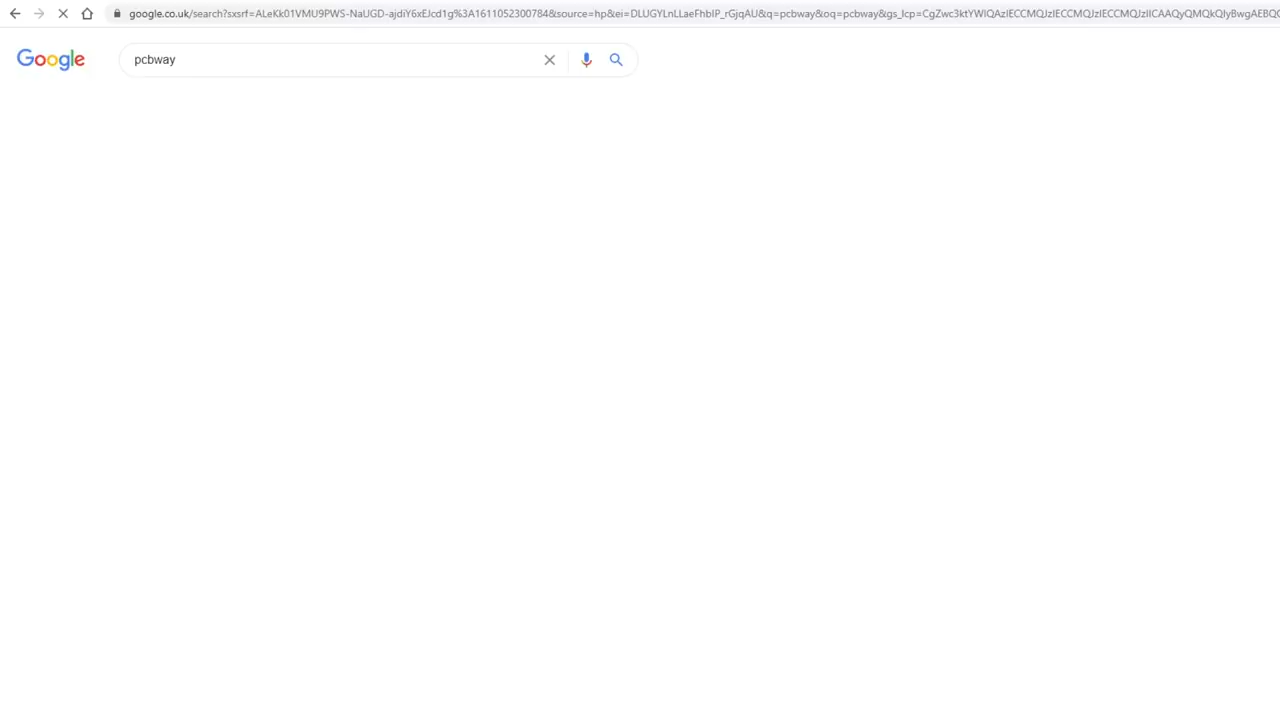 google.co.uk/search?sxsrf=ALeKk01VMU9PWS-NaUGD-ajdiY6xEJcd1g%3A1611052300784&source=hp&ei=DLUGYLnLLaeFhbIP_rGjqAU&q=pcbway&oq=pcbway&gs_lcp=CgZwc3ktYWIQAzIECCMQJzIECCMQJzIECCMQJzIICAAQyQMQkQIyBwgAEBQ
Google
pcbway